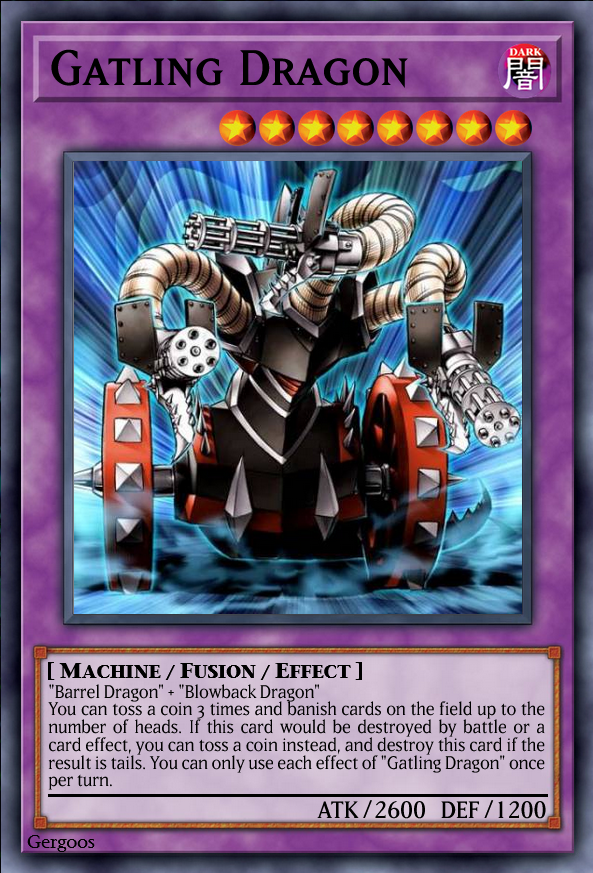 Gatling Dragon
DARK
闇
[ Machine / Fusion / Effect ]
"Barrel Dragon" + "Blowback Dragon"
You can toss a coin 3 times and banish cards on the field up to the
number of heads. If this card would be destroyed by battle or a
card effect, you can toss a coin instead, and destroy this card if the
result is tails. You can only use each effect of "Gatling Dragon" once
per turn.
ATK/2600 DEF/1200
Gergoos